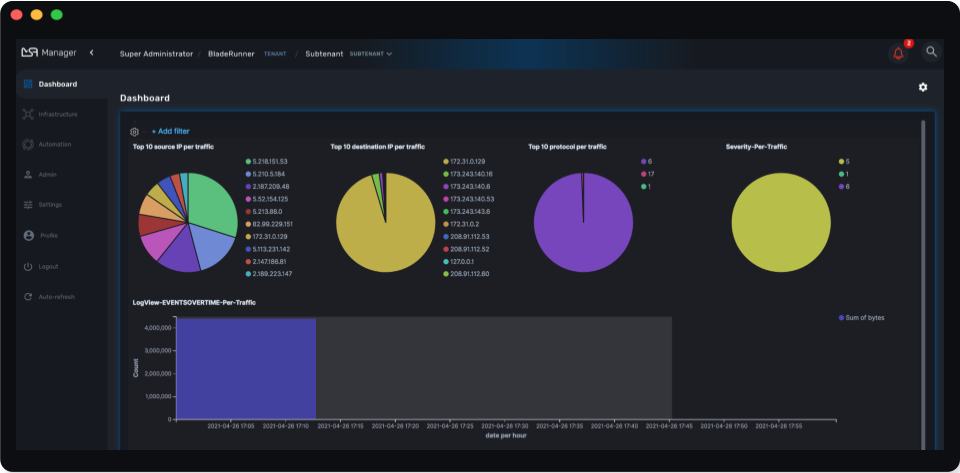 MSA Manager
Super Administrator / BladeRunner TENANT / Subtenant SUBTENANT
2
Dashboard
Infrastructure
Automation
Admin
Settings
Profile
Logout
Auto-refresh
Dashboard
+ Add filter
Top 10 source IP per traffic
5.218.151.53
5.210.5.184
2.187.209.48
5.52.154.125
5.213.88.0
82.99.229.151
172.31.0.129
5.113.231.142
2.147.186.81
2.189.223.147
Top 10 destination IP per traffic
172.31.0.129
173.243.140.16
173.243.140.6
173.243.140.53
173.243.143.6
172.31.0.2
208.91.112.53
208.91.112.52
127.0.0.1
208.91.112.60
Top 10 protocol per traffic
6
17
1
Severity-Per-Traffic
5
1
6
LogView-EVENTSOVERTIME-Per-Traffic
Sum of bytes
Count
4,000,000
3,000,000
2,000,000
1,000,000
0
2021-04-26 17:05 2021-04-26 17:10 2021-04-26 17:15 2021-04-26 17:20 2021-04-26 17:25 2021-04-26 17:30 2021-04-26 17:35 2021-04-26 17:40 2021-04-26 17:45 2021-04-26 17:50 2021-04-26 17:55
date per hour